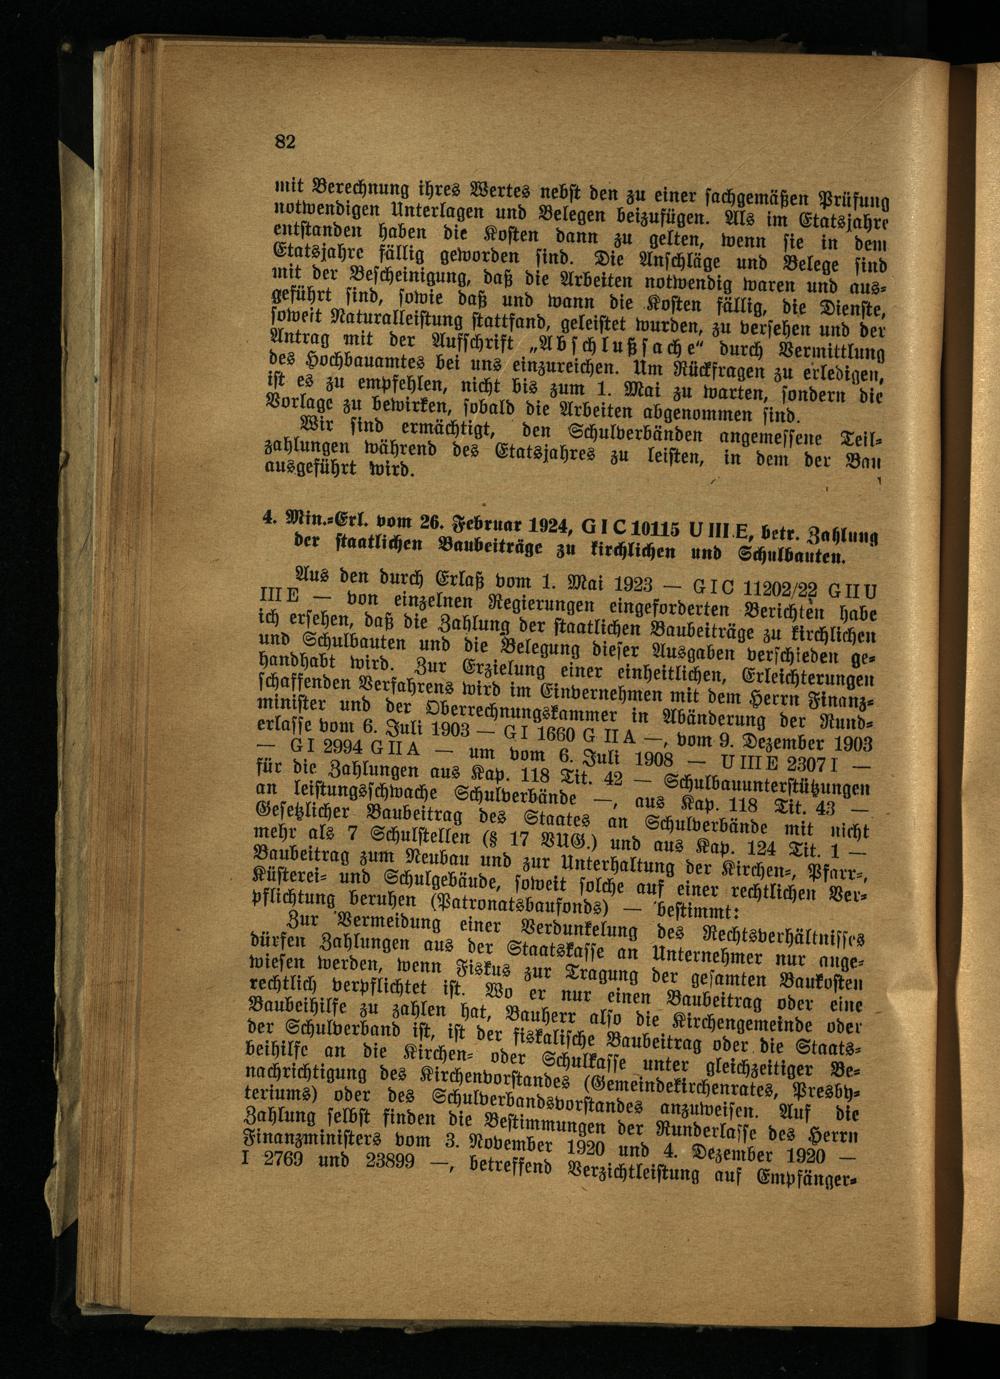 82
mit Berechnung ihres Wertes nebst den zu einer sachgemäßen Prüfung
notwendigen Unterlagen und Belegen beizufügen. Als im Etatsjahre
entstanden haben die Kosten dann zu gelten, wenn sie in dem
Etatsjahre fällig geworden sind. Die Anschläge und Belege sind
mit der Bescheinigung, daß die Arbeiten notwendig waren und aus-
geführt sind, sowie daß und wann die Kosten fällig, die Dienste,
soweit Naturalleistung stattfand, geleistet wurden, zu versehen und der
Antrag mit der Aufschrift „Abschlußsache“ durch Vermittlung
des Hochbauamtes bei uns einzureichen. Um Rückfragen zu erledigen,
ist es zu empfehlen, nicht bis zum 1. Mai zu warten, sondern die
Vorlage zu bewirken, sobald die Arbeiten abgenommen sind.
Wir sind ermächtigt, den Schulverbänden angemessene Teil-
zahlungen während des Etatsjahres zu leisten, in dem der Bau
ausgeführt wird.
4. Min.-Erl. vom 26. Februar 1924, G I C 10115 U III E, betr. Zahlung
der staatlichen Baubeiträge zu kirchlichen und Schulbauten.
Aus den durch Erlaß vom 1. Mai 1923 — G I C 11202/22 G II U
III E — von einzelnen Regierungen eingeforderten Berichten habe
ich ersehen, daß die Zahlung der staatlichen Baubeiträge zu kirchlichen
und Schulbauten und die Belegung dieser Ausgaben verschieden ge-
handhabt wird. Zur Erzielung einer einheitlichen, Erleichterungen
schaffenden Verfahrens wird im Einvernehmen mit dem Herrn Finanz-
minister und der Oberrechnungskammer in Abänderung der Rund-
erlasse vom 6. Juli 1903 — G I 1660 G II A —, vom 9. Dezember 1903
— G I 2994 G II A — um vom 6. Juli 1908 — U III E 2307 I —
für die Zahlungen aus Kap. 118 Tit. 42 — Schulbauunterstützungen
an leistungsschwache Schulverbände —, aus Kap. 118 Tit. 43 —
Gesetzlicher Baubeitrag des Staates an Schulverbände mit nicht
mehr als 7 Schulstellen (§ 17 VUG.) und aus Kap. 124 Tit. 1 —
Baubeitrag zum Neubau und zur Unterhaltung der Kirchen-, Pfarr-,
Küsterei- und Schulgebäude, soweit solche auf einer rechtlichen Ver-
pflichtung beruhen (Patronatsbaufonds) — bestimmt:
Zur Vermeidung einer Verdunkelung des Rechtsverhältnisses
dürfen Zahlungen aus der Staatskasse an Unternehmer nur ange-
wiesen werden, wenn Fiskus zur Tragung der gesamten Baukosten
rechtlich verpflichtet ist. Wo er nur einen Baubeitrag oder eine
Baubeihilfe zu zahlen hat, Bauherr also die Kirchengemeinde oder
der Schulverband ist, ist der fiskalische Baubeitrag oder die Staats-
beihilfe an die Kirchen- oder Schulkasse unter gleichzeitiger Be-
nachrichtigung des Kirchenvorstandes (Gemeindekirchenrates, Presby-
teriums) oder des Schulverbandsvorstandes anzuweisen. Auf die
Zahlung selbst finden die Bestimmungen der Runderlasse des Herrn
Finanzministers vom 3. November 1920 und 4. Dezember 1920 —
I 2769 und 23899 —, betreffend Verzichtleistung auf Empfänger-